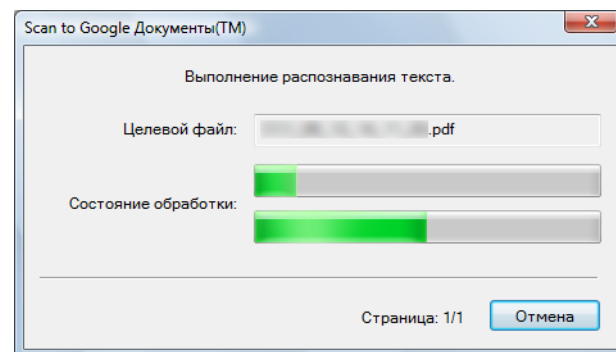 Scan to Google Документы(TM)
Выполнение распознавания текста.
Целевой файл: .pdf
Состояние обработки:
Страница: 1/1
Отмена